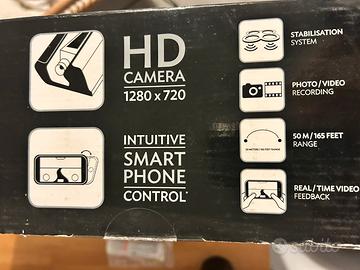 HD
CAMERA
1280 x 720
INTUITIVE
SMART
PHONE
CONTROL*
STABILISATION
SYSTEM
PHOTO / VIDEO
RECORDING
50 M / 165 FEET
RANGE
REAL / TIME VIDEO
FEEDBACK
subito